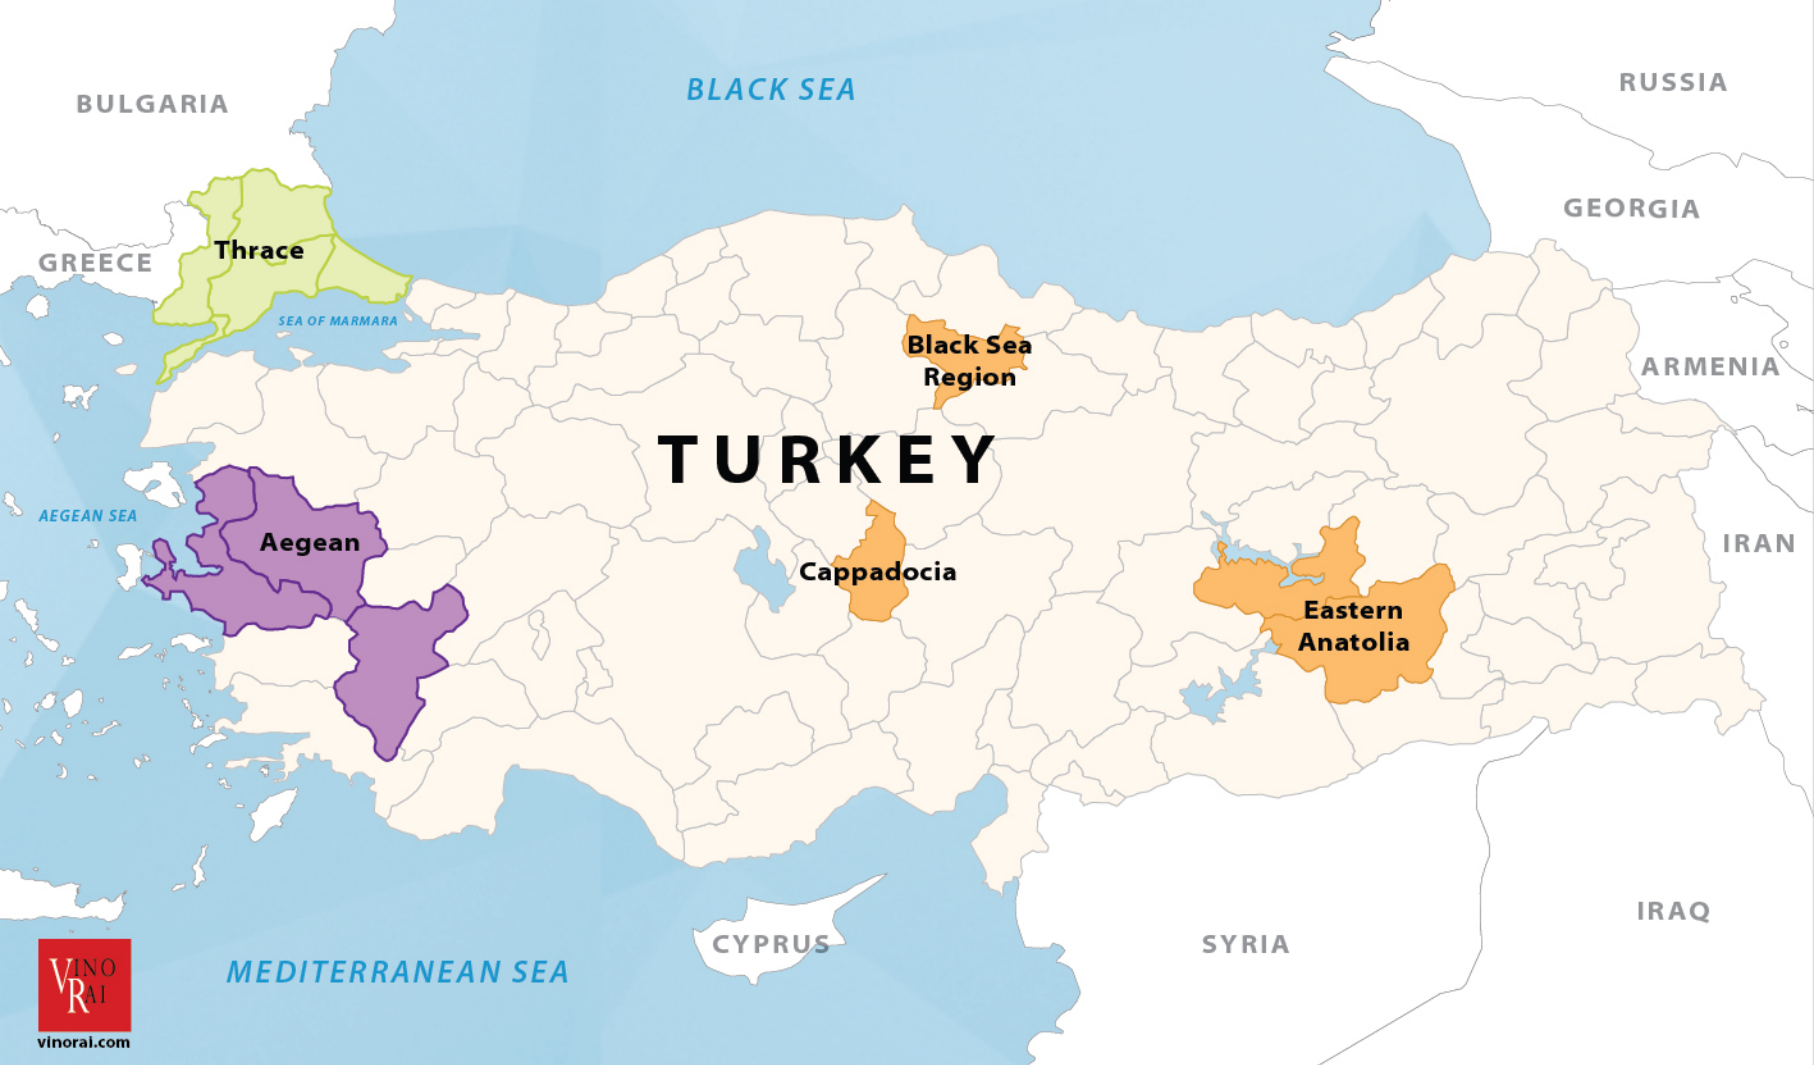 BLACK SEA
RUSSIA
BULGARIA
GEORGIA
Thrace
GREECE
SEA OF MARMARA
Black Sea
Region
ARMENIA
TURKEY
AEGEAN SEA
Aegean
IRAN
Cappadocia
Eastern
Anatolia
IRAQ
CYPRUS
SYRIA
MEDITERRANEAN SEA
VINO
RAI
vinorai.com